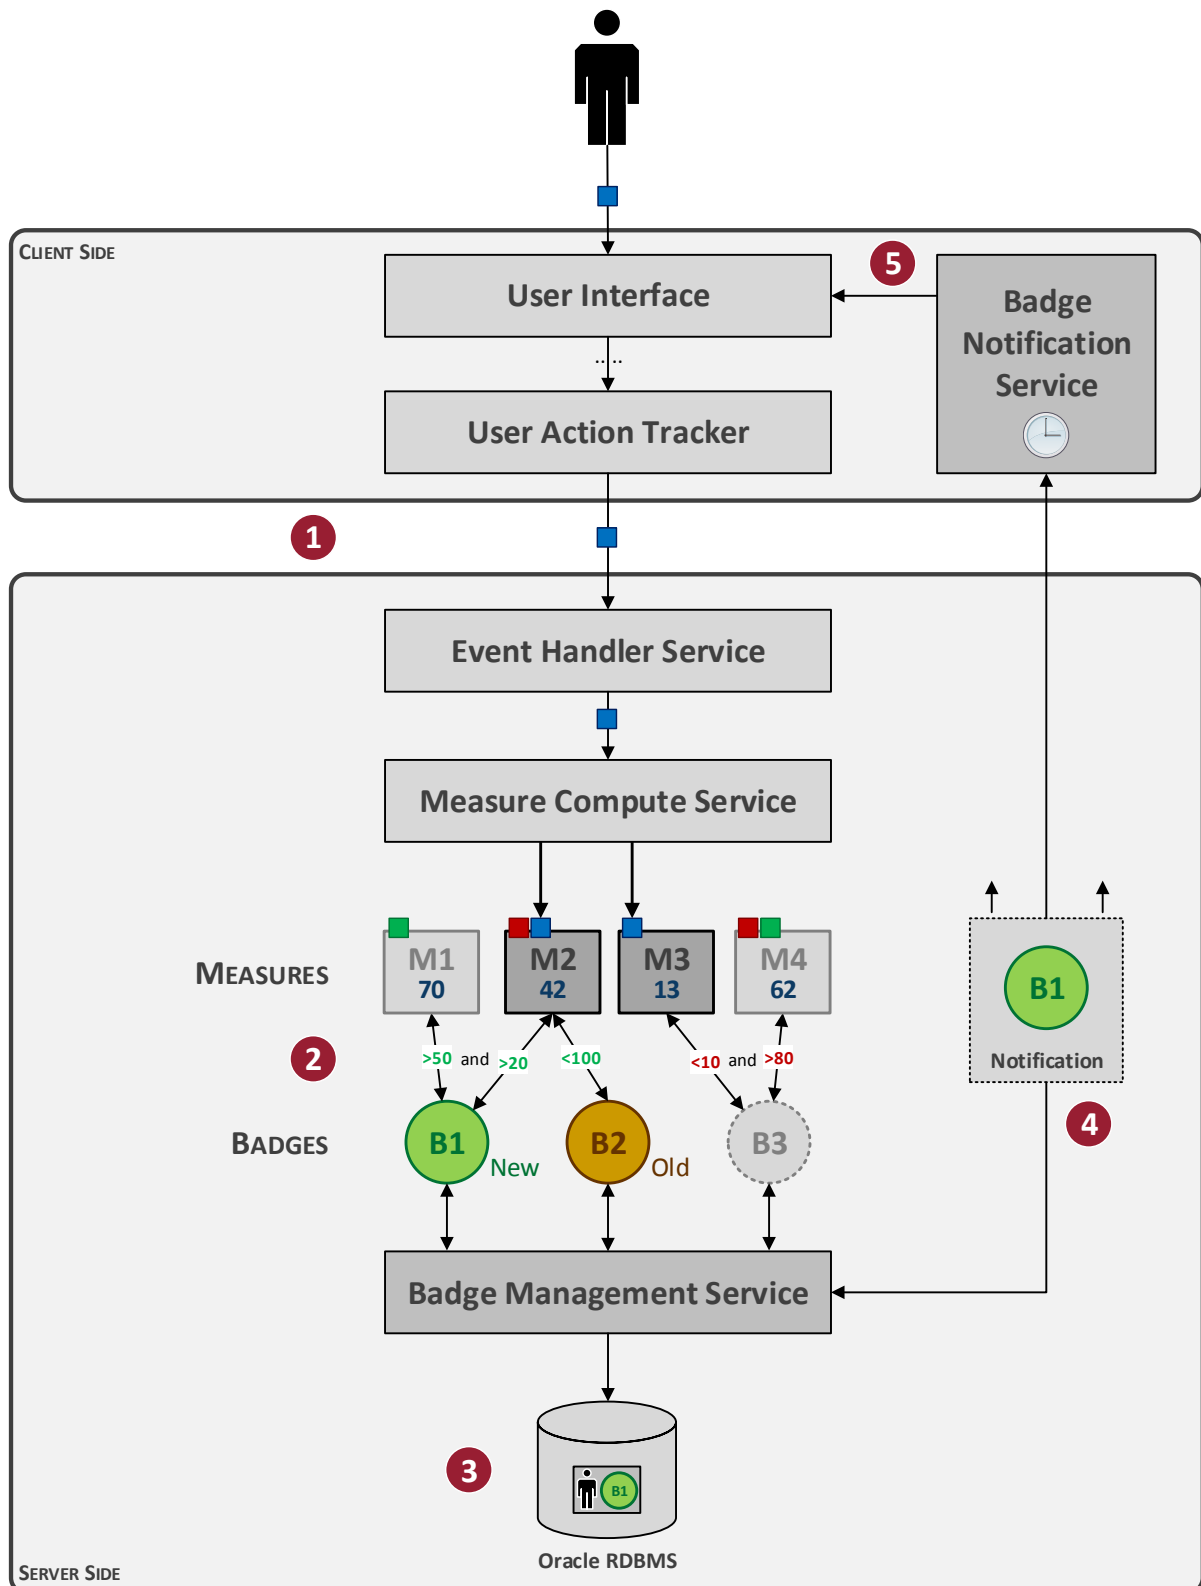 CLIENT SIDE
5
User Interface
Badge
Notification
Service
.....
User Action Tracker
1
Event Handler Service
Measure Compute Service
MEASURES
M1
70
M2
42
M3
13
M4
62
B1
Notification
2
>50 and >20
<100
<10 and >80
4
BADGES
B1
New
B2
Old
B3
Badge Management Service
3
B1
Oracle RDBMS
SERVER SIDE